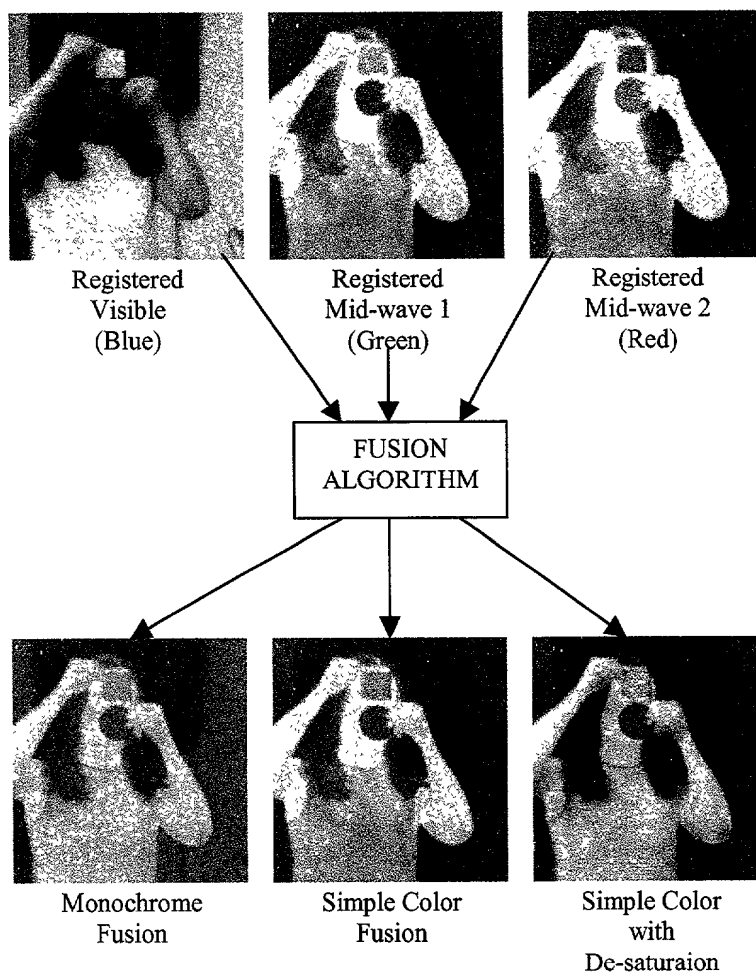 Registered
Visible
(Blue)
Registered
Mid-wave 1
(Green)
Registered
Mid-wave 2
(Red)
FUSION
ALGORITHM
Monochrome
Fusion
Simple Color
Fusion
Simple Color
with
De-saturaion